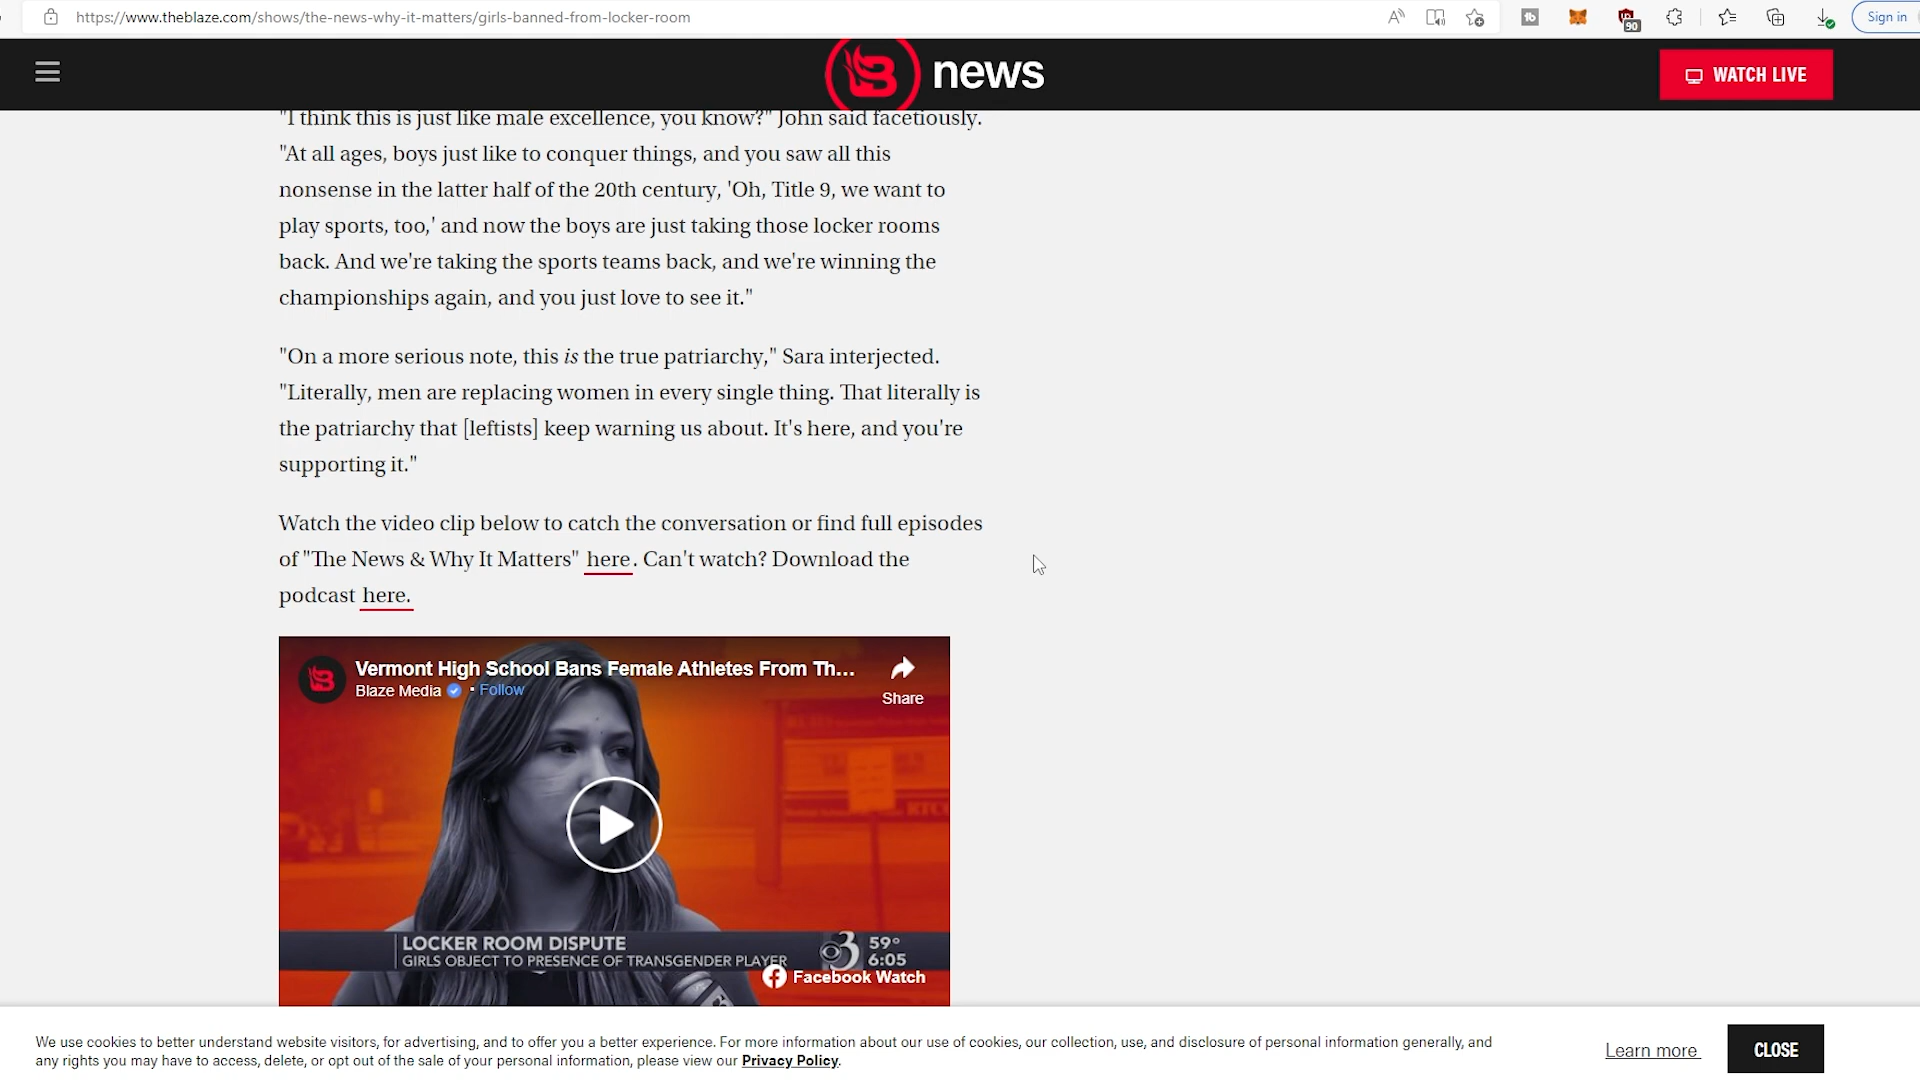 https://www.theblaze.com/shows/the-news-why-it-matters/girls-banned-from-locker-room
90
Sign in
news
WATCH LIVE
"I think this is just like male excellence, you know?" John said facetiously.
"At all ages, boys just like to conquer things, and you saw all this
nonsense in the latter half of the 20th century, 'Oh, Title 9, we want to
play sports, too,' and now the boys are just taking those locker rooms
back. And we're taking the sports teams back, and we're winning the
championships again, and you just love to see it."
"On a more serious note, this is the true patriarchy," Sara interjected.
"Literally, men are replacing women in every single thing. That literally is
the patriarchy that [leftists] keep warning us about. It's here, and you're
supporting it."
Watch the video clip below to catch the conversation or find full episodes
of "The News & Why It Matters" here. Can't watch? Download the
podcast here.
Vermont High School Bans Female Athletes From Th...
Blaze Media · Follow
Share
LOCKER ROOM DISPUTE
GIRLS OBJECT TO PRESENCE OF TRANSGENDER PLAYER
3
59°
6:05
Facebook Watch
We use cookies to better understand website visitors, for advertising, and to offer you a better experience. For more information about our use of cookies, our collection, use, and disclosure of personal information generally, and
any rights you may have to access, delete, or opt out of the sale of your personal information, please view our Privacy Policy.
Learn more
CLOSE